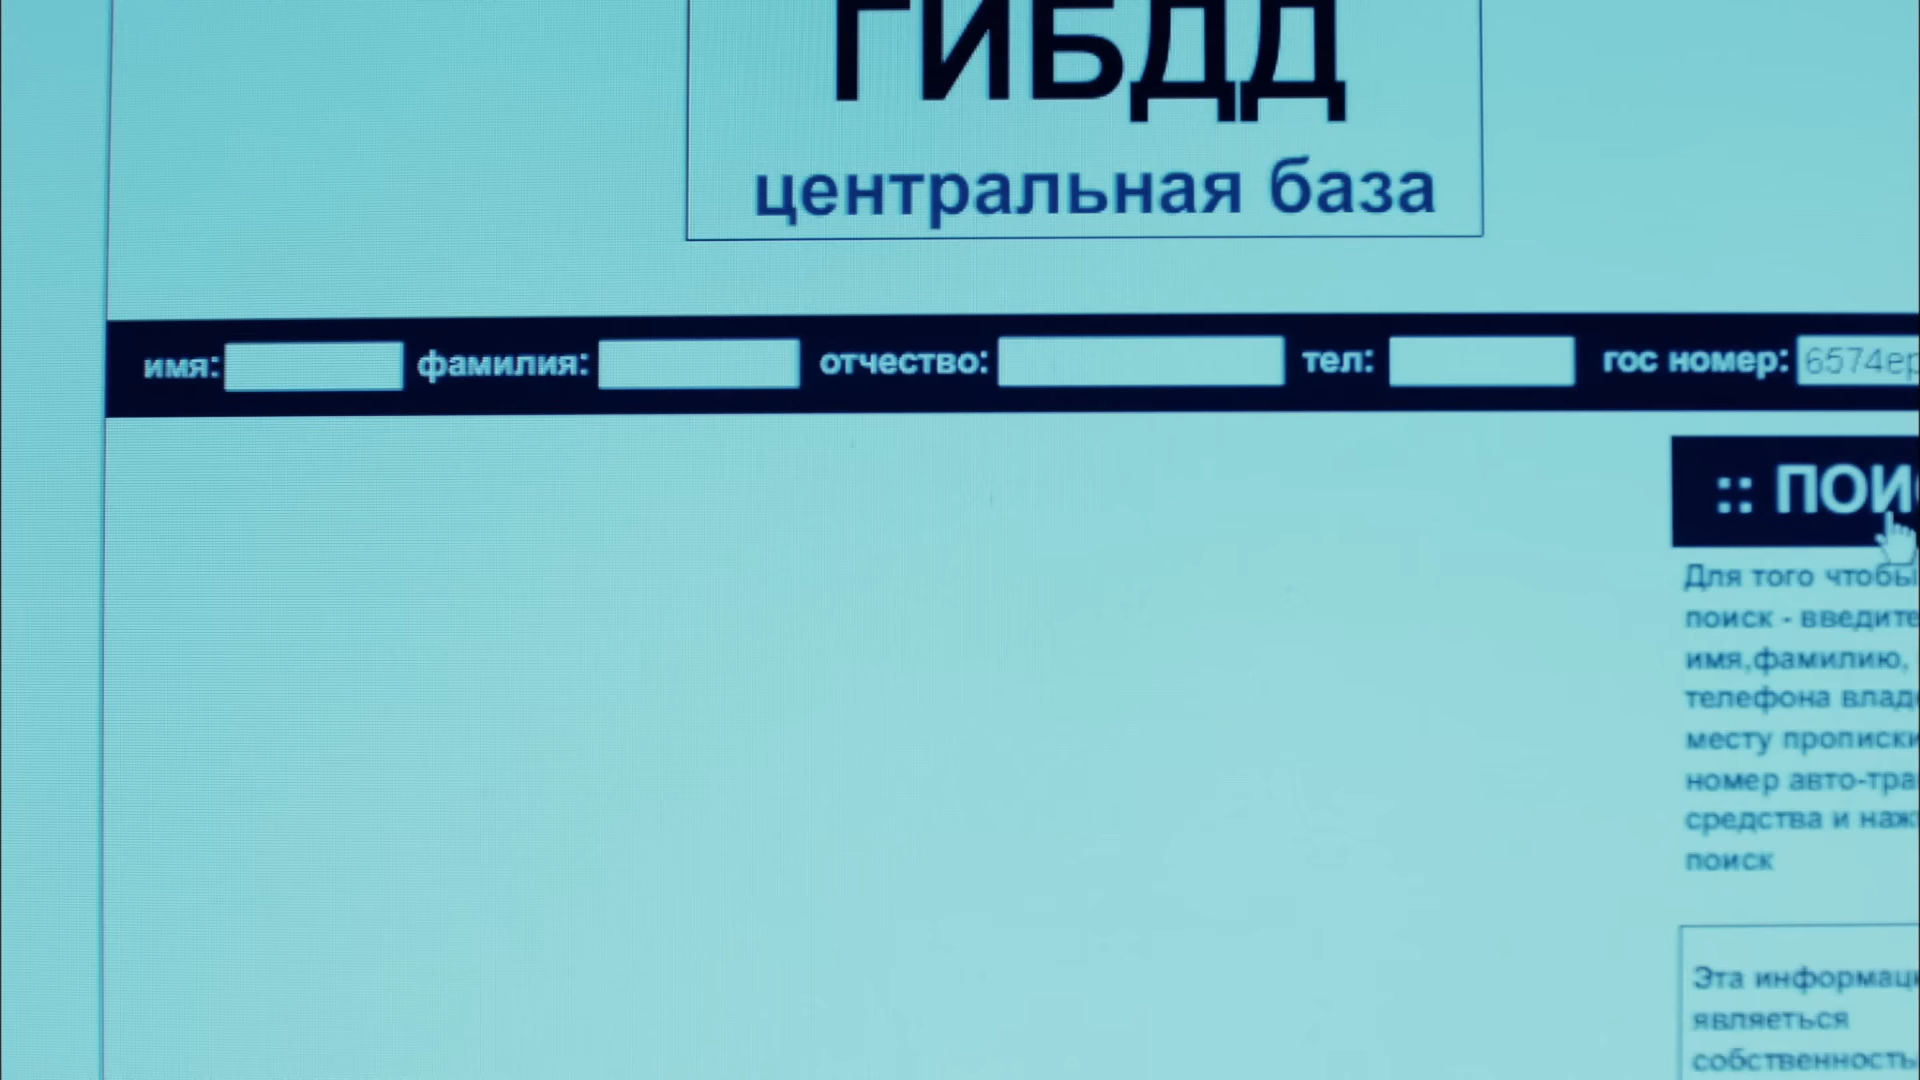 ГИБДД
центральная база
имя: фамилия: отчество: тел: гос номер: 6574ер
:: ПОИ
Для того чтобы
поиск - введите
имя,фамилию,
телефона влад
месту прописки
номер авто-тра
средства и наж
поиск
Эта информац
являеться
собственность